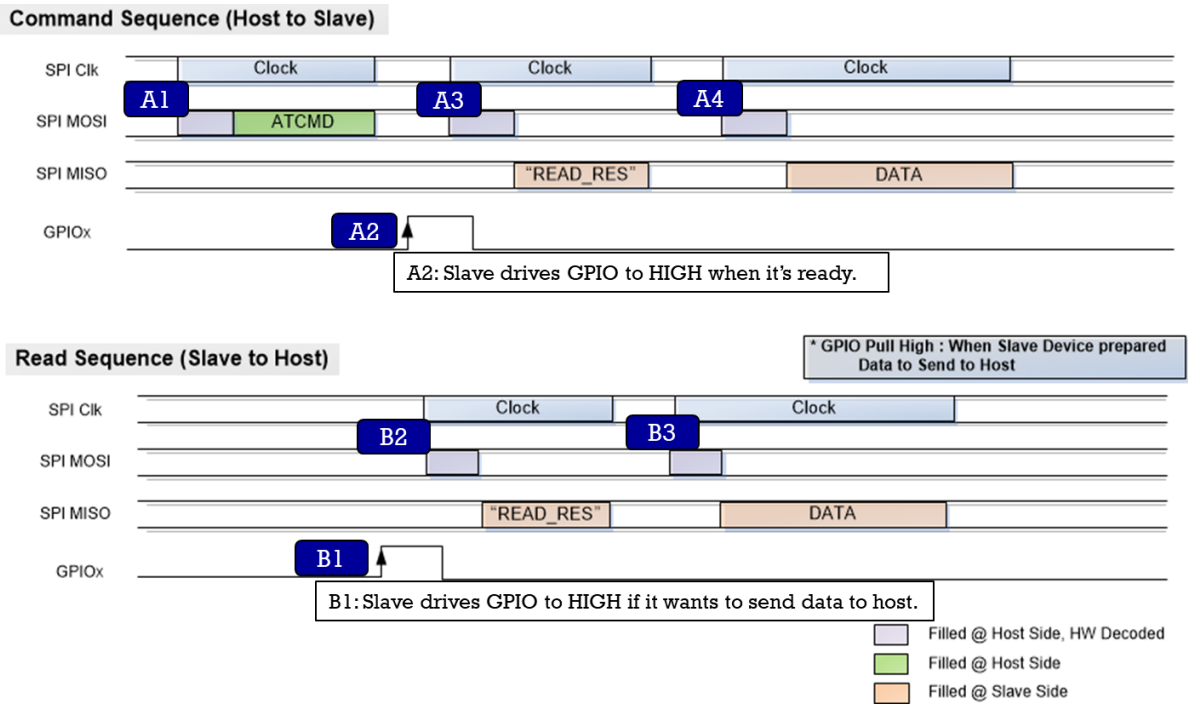 Command Sequence (Host to Slave)
SPI Clk
Clock
Clock
Clock
A1
A3
A4
SPI MOSI
ATCMD
SPI MISO
“READ_RES”
DATA
GPIOx
A2
A2: Slave drives GPIO to HIGH when it’s ready.
Read Sequence (Slave to Host)
* GPIO Pull High : When Slave Device prepared
Data to Send to Host
SPI Clk
Clock
Clock
B2
B3
SPI MOSI
SPI MISO
“READ_RES”
DATA
GPIOx
B1
B1: Slave drives GPIO to HIGH if it wants to send data to host.
Filled @ Host Side, HW Decoded
Filled @ Host Side
Filled @ Slave Side